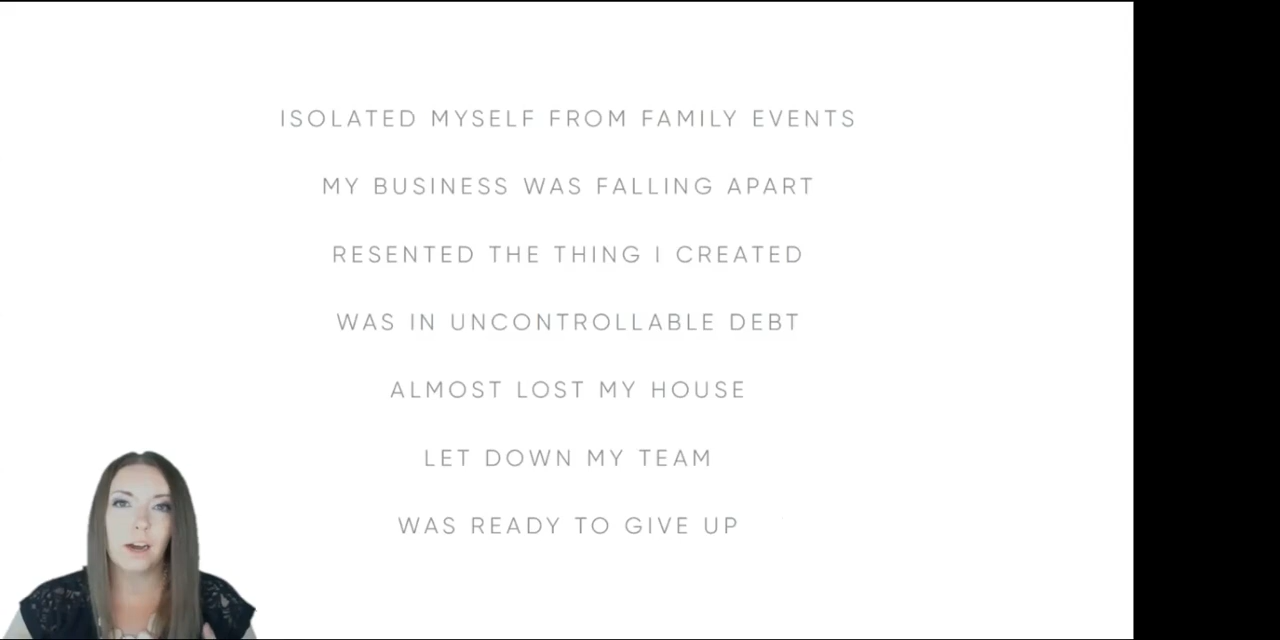 ISOLATED MYSELF FROM FAMILY EVENTS
MY BUSINESS WAS FALLING APART
RESENTED THE THING I CREATED
WAS IN UNCONTROLLABLE DEBT
ALMOST LOST MY HOUSE
LET DOWN MY TEAM
WAS READY TO GIVE UP